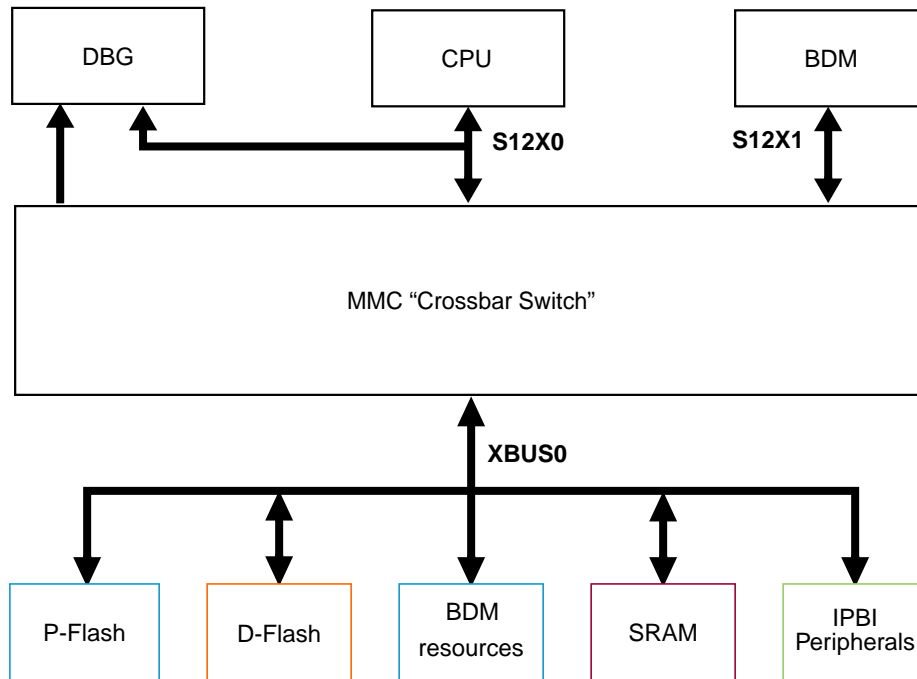 DBG
CPU
BDM
S12X0
S12X1
MMC “Crossbar Switch”
XBUS0
P-Flash
D-Flash
BDM
resources
SRAM
IPBI
Peripherals